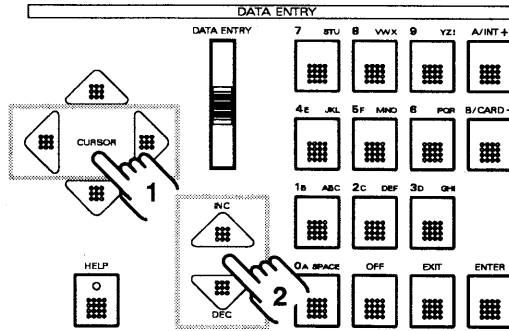 DATA ENTRY
DATA ENTRY
7 STU 8 VWX 9 YZ! A/INT +
4E JKL 5F MNO 6 PQR B/CARD -
CURSOR
1
1B ABC 2C DEF 3D GHI
INC
HELP
0A SPACE OFF EXIT ENTER
2
DEC